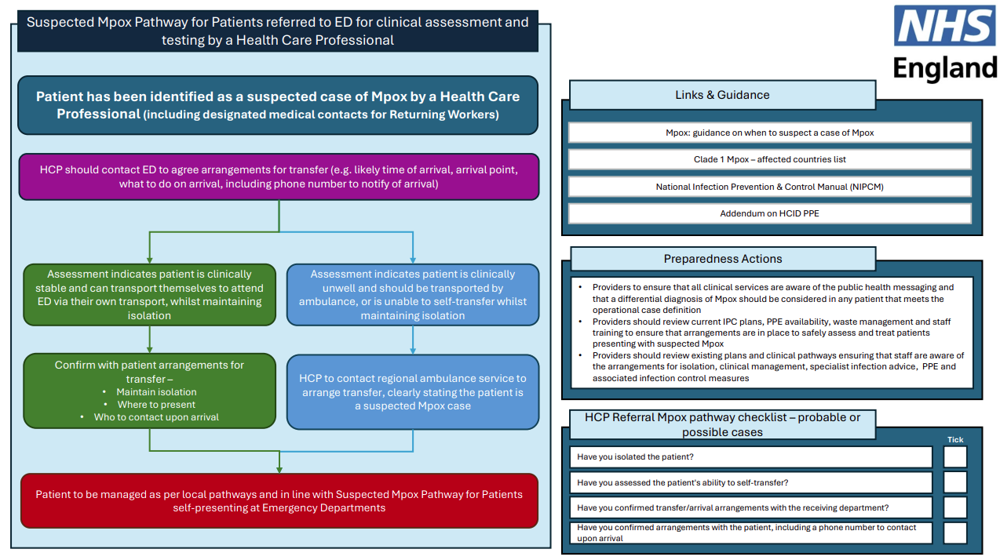 Suspected Mpox Pathway for Patients referred to ED for clinical assessment and
testing by a Health Care Professional
Patient has been identified as a suspected case of Mpox by a Health Care
Professional (including designated medical contacts for Returning Workers)
HCP should contact ED to agree arrangements for transfer (e.g. likely time of arrival, arrival point,
what to do on arrival, including phone number to notify of arrival)
Assessment indicates patient is clinically
stable and can transport themselves to attend
ED via their own transport, whilst maintaining
isolation
Assessment indicates patient is clinically
unwell and should be transported by
ambulance, or is unable to self-transfer whilst
maintaining isolation
Confirm with patient arrangements for
transfer –
• Maintain isolation
• Where to present
• Who to contact upon arrival
HCP to contact regional ambulance service to
arrange transfer, clearly stating the patient is
a suspected Mpox case
Patient to be managed as per local pathways and in line with Suspected Mpox Pathway for Patients
self-presenting at Emergency Departments
NHS
England
Links & Guidance
Mpox: guidance on when to suspect a case of Mpox
Clade 1 Mpox – affected countries list
National Infection Prevention & Control Manual (NIPCM)
Addendum on HCID PPE
Preparedness Actions
• Providers to ensure that all clinical services are aware of the public health messaging and
that a differential diagnosis of Mpox should be considered in any patient that meets the
operational case definition
• Providers should review current IPC plans, PPE availability, waste management and staff
training to ensure that arrangements are in place to safely assess and treat patients
presenting with suspected Mpox
• Providers should review existing plans and clinical pathways ensuring that staff are aware of
the arrangements for isolation, clinical management, specialist infection advice, PPE and
associated infection control measures
HCP Referral Mpox pathway checklist – probable or
possible cases
Tick
Have you isolated the patient?
Have you assessed the patient's ability to self-transfer?
Have you confirmed transfer/arrival arrangements with the receiving department?
Have you confirmed arrangements with the patient, including a phone number to contact
upon arrival